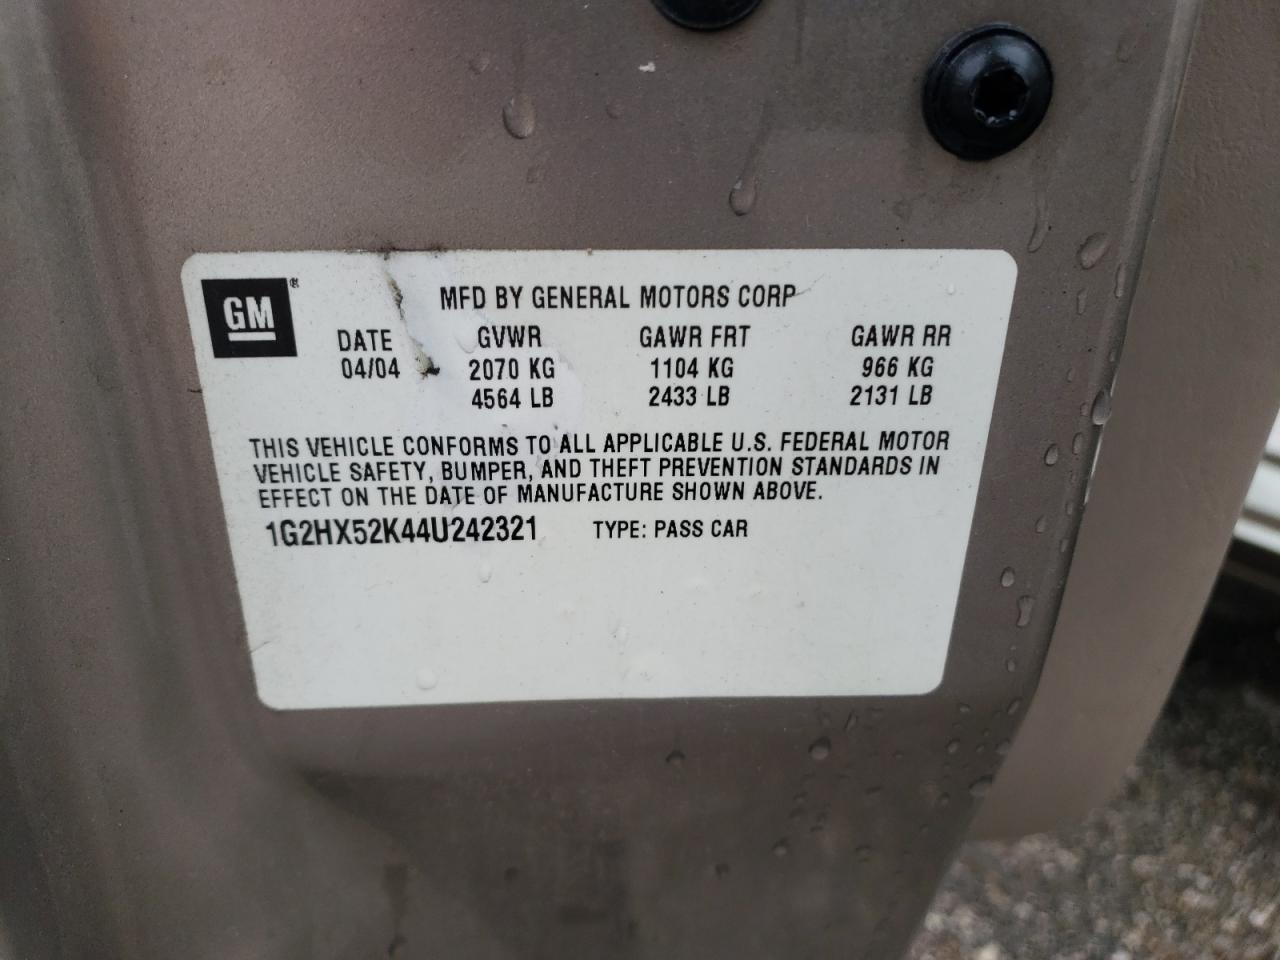 GM®
MFD BY GENERAL MOTORS CORP
DATE GVWR GAWR FRT GAWR RR
04/04 2070 KG 1104 KG 966 KG
4564 LB 2433 LB 2131 LB
THIS VEHICLE CONFORMS TO ALL APPLICABLE U.S. FEDERAL MOTOR
VEHICLE SAFETY, BUMPER, AND THEFT PREVENTION STANDARDS IN
EFFECT ON THE DATE OF MANUFACTURE SHOWN ABOVE.
1G2HX52K44U242321 TYPE: PASS CAR